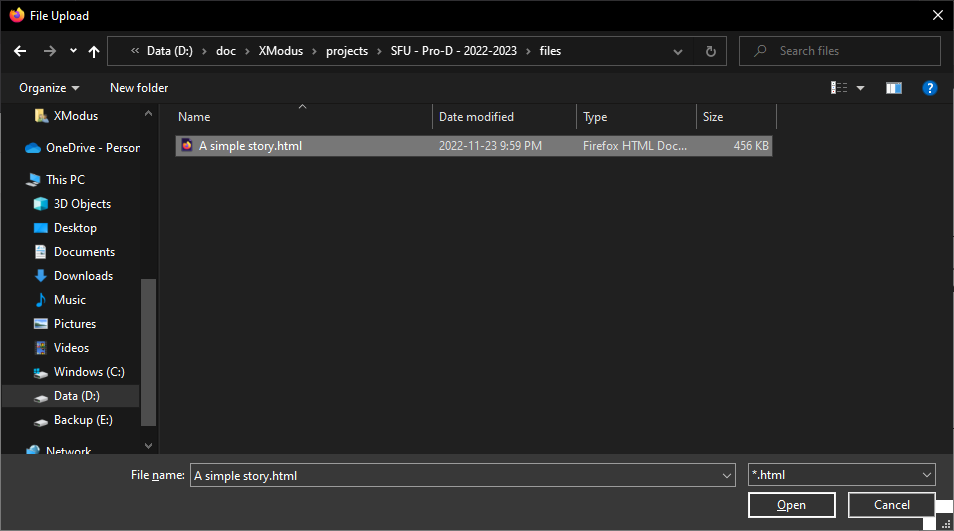 File Upload
« Data (D:) › doc › XModus › projects › SFU - Pro-D - 2022-2023 › files
Search files
Organize
New folder
XModus
OneDrive - Person
This PC
3D Objects
Desktop
Documents
Downloads
Music
Pictures
Videos
Windows (C:)
Data (D:)
Backup (E:)
Network
Name Date modified Type Size
A simple story.html 2022-11-23 9:59 PM Firefox HTML Doc... 456 KB
File name: A simple story.html
*.html
Open Cancel